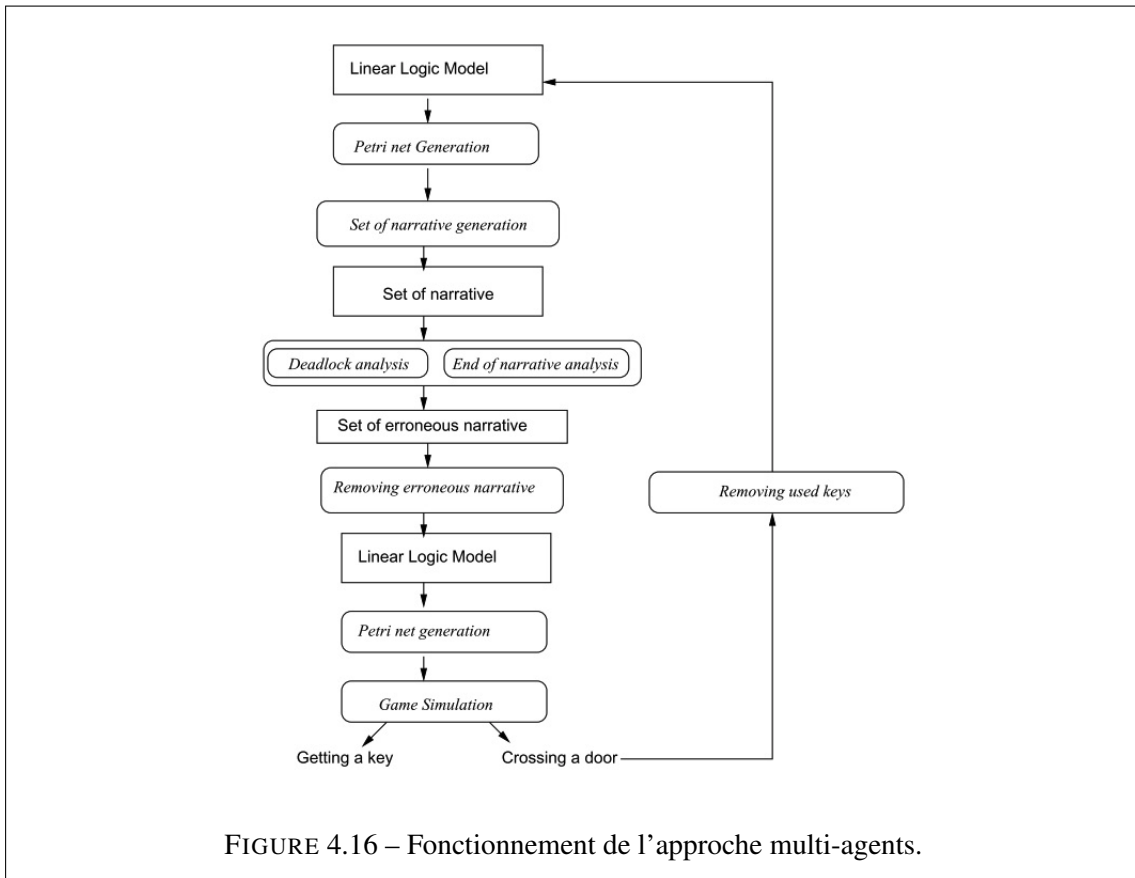 Linear Logic Model
Petri net Generation
Set of narrative generation
Set of narrative
Deadlock analysis
End of narrative analysis
Set of erroneous narrative
Removing erroneous narrative
Removing used keys
Linear Logic Model
Petri net generation
Game Simulation
Getting a key
Crossing a door
FIGURE 4.16 – Fonctionnement de l'approche multi-agents.